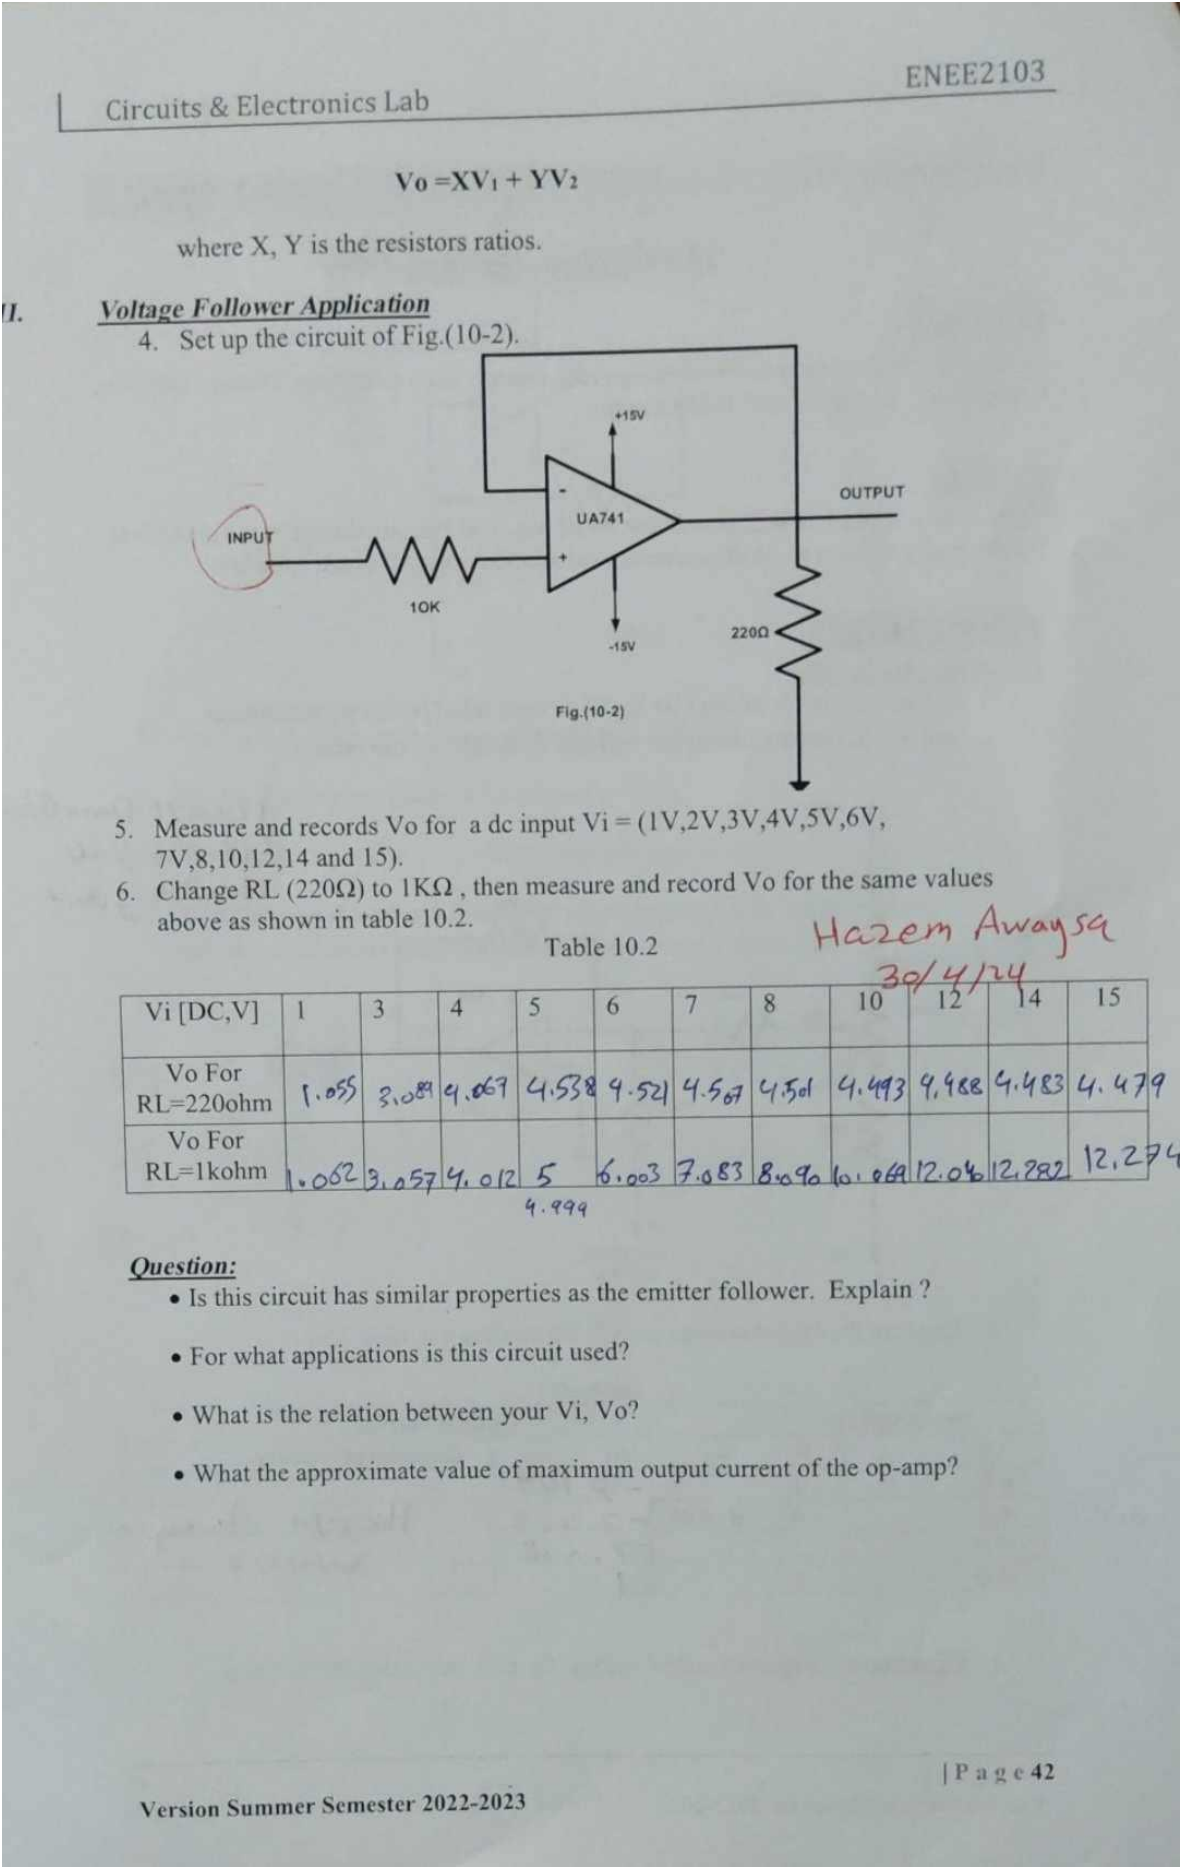 ENEE2103
Circuits & Electronics Lab
Vo =XV₁ + YV₂
where X, Y is the resistors ratios.
II. Voltage Follower Application
4. Set up the circuit of Fig.(10-2).
+15V
OUTPUT
-
UA741
INPUT
+
10K
220Ω
-15V
Fig.(10-2)
5. Measure and records Vo for a dc input Vi = (1V,2V,3V,4V,5V,6V,
7V,8,10,12,14 and 15).
6. Change RL (220Ω) to 1KΩ , then measure and record Vo for the same values
above as shown in table 10.2.
Hazem Awaysa
Table 10.2
30/4/24
Vi [DC,V] 1 3 4 5 6 7 8 10 12 14 15
Vo For
RL=220ohm 1.055 3.089 4.067 4.538 4.521 4.507 4.501 4.493 4.488 4.483 4.479
Vo For
RL=1kohm 1.062 3.057 4.012 5 6.003 7.083 8.090 10.069 12.046 12.282 12.274
4.999
Question:
• Is this circuit has similar properties as the emitter follower. Explain ?
• For what applications is this circuit used?
• What is the relation between your Vi, Vo?
• What the approximate value of maximum output current of the op-amp?
| P a g e 42
Version Summer Semester 2022-2023